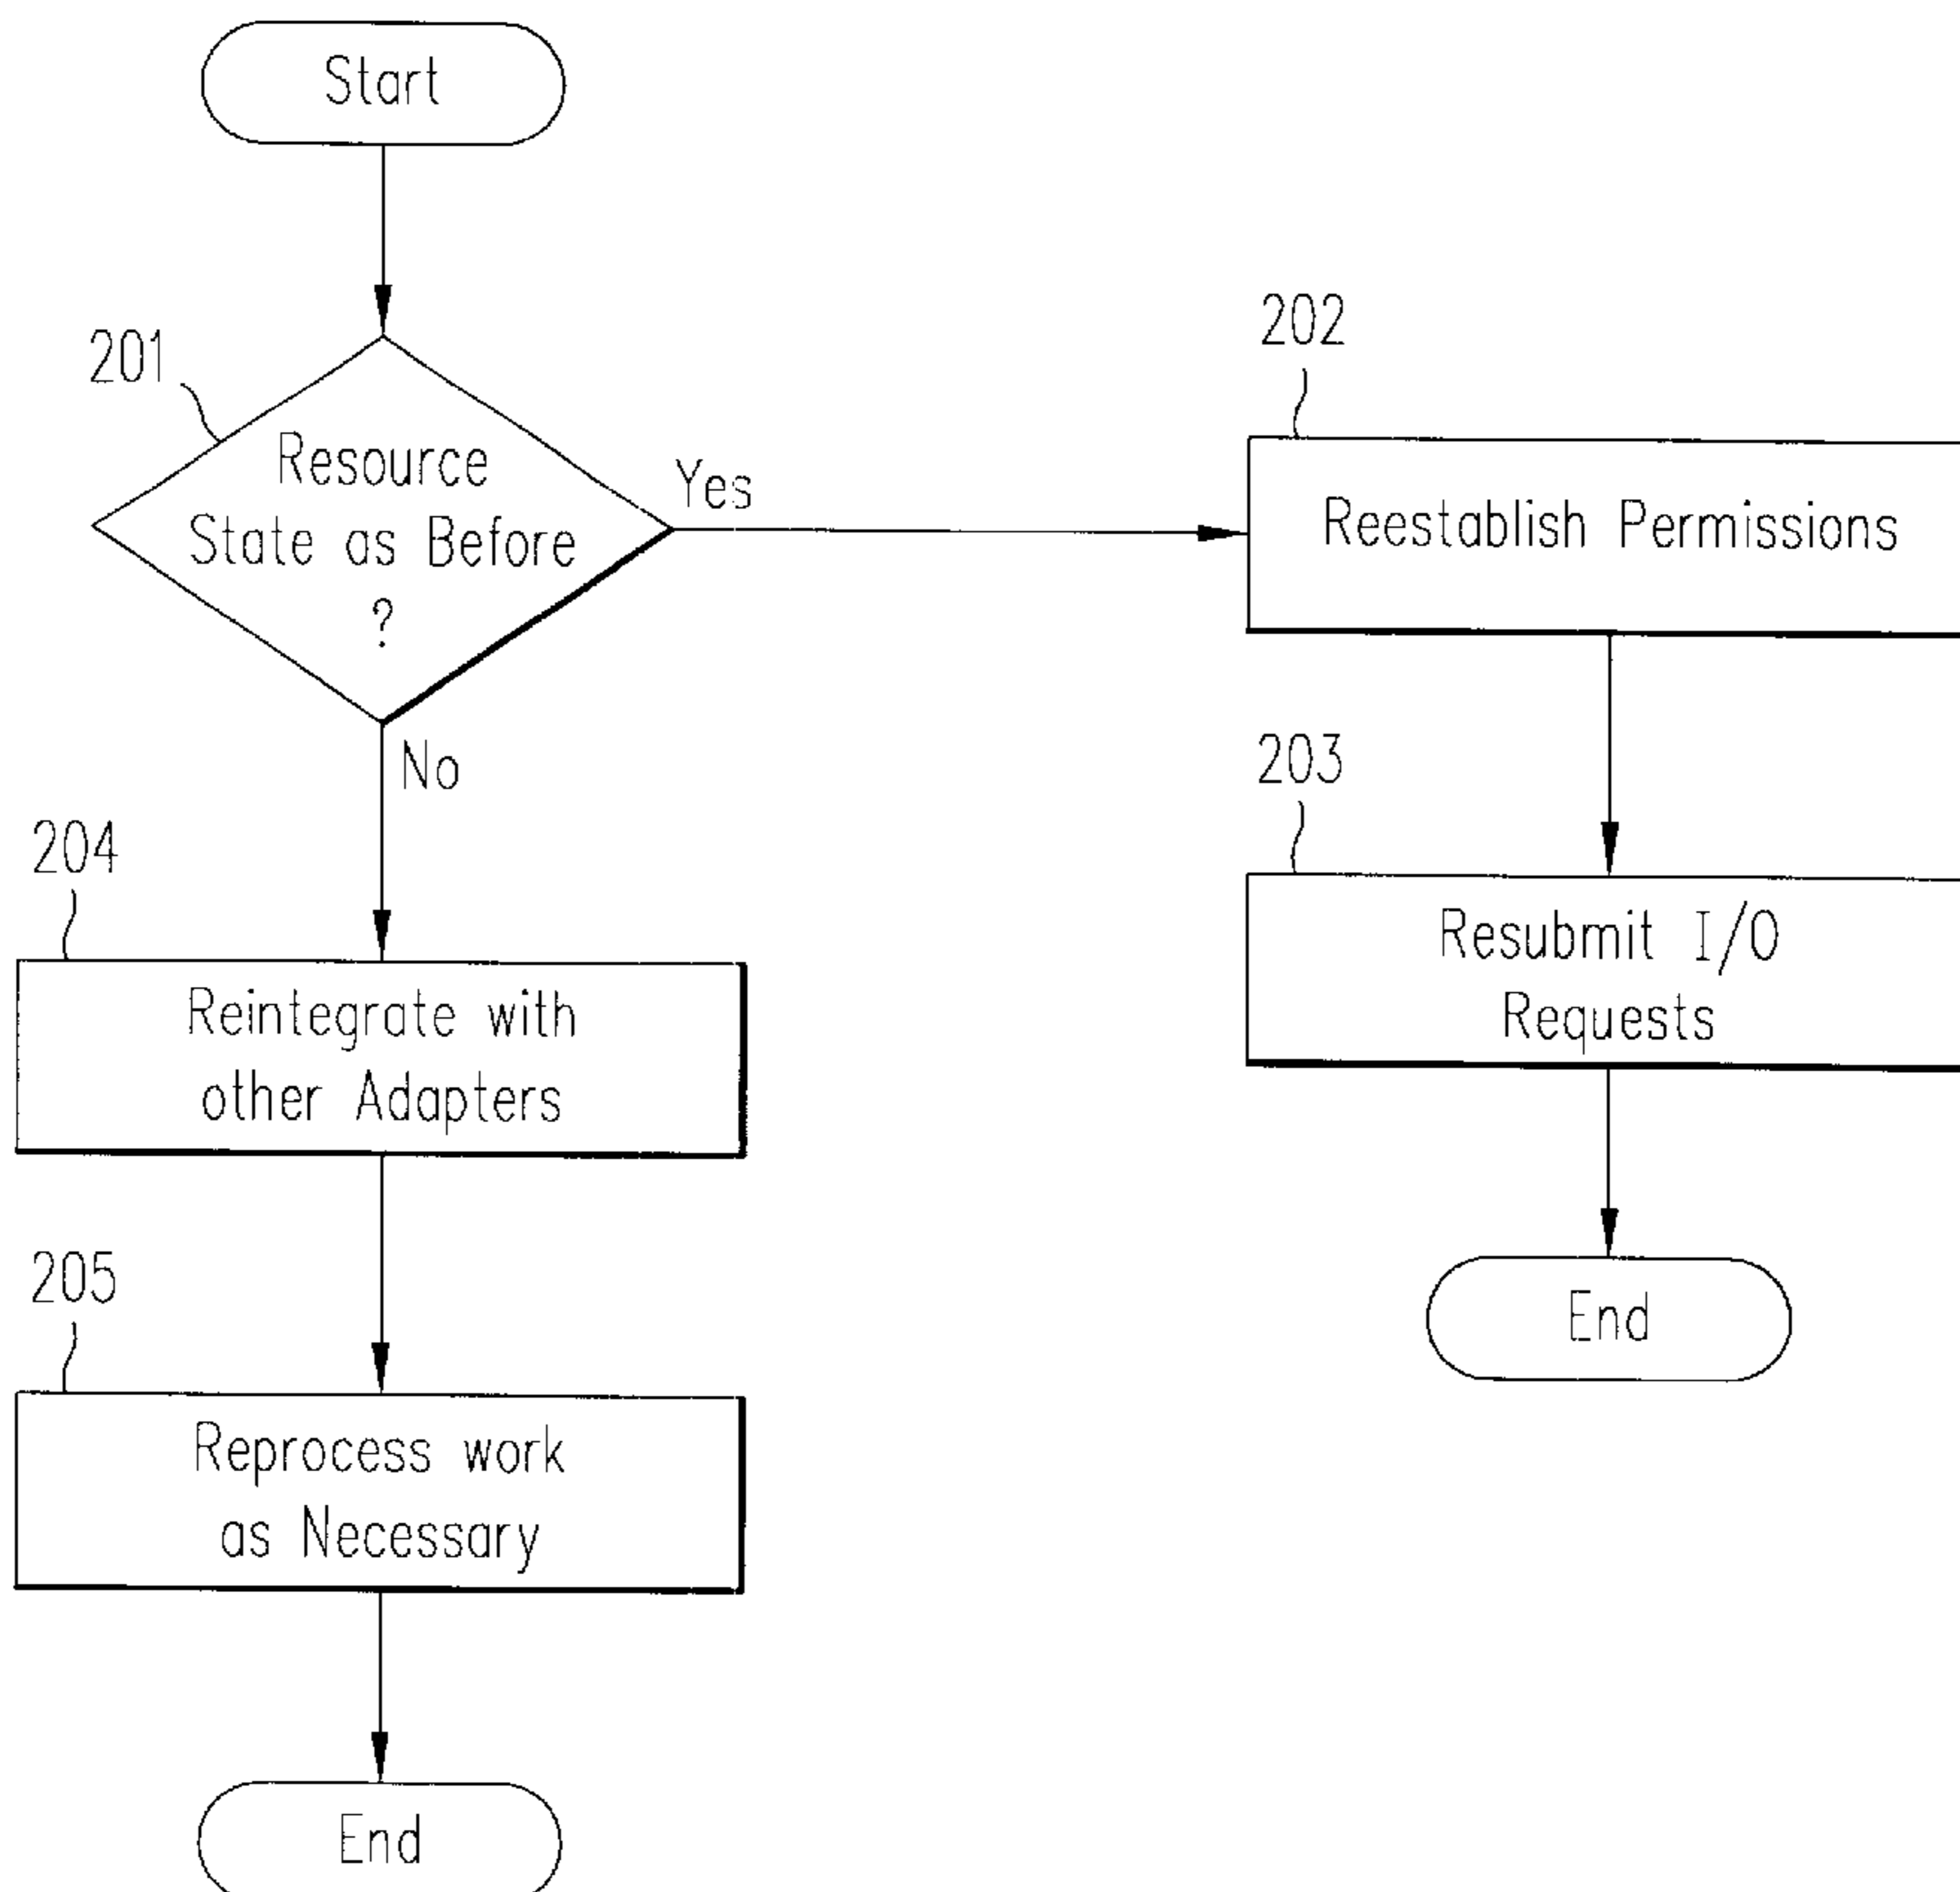 Start
201
Resource
State as Before
?
Yes
No
202
Reestablish Permissions
203
Resubmit I/O
Requests
End
204
Reintegrate with
other Adapters
205
Reprocess work
as Necessary
End